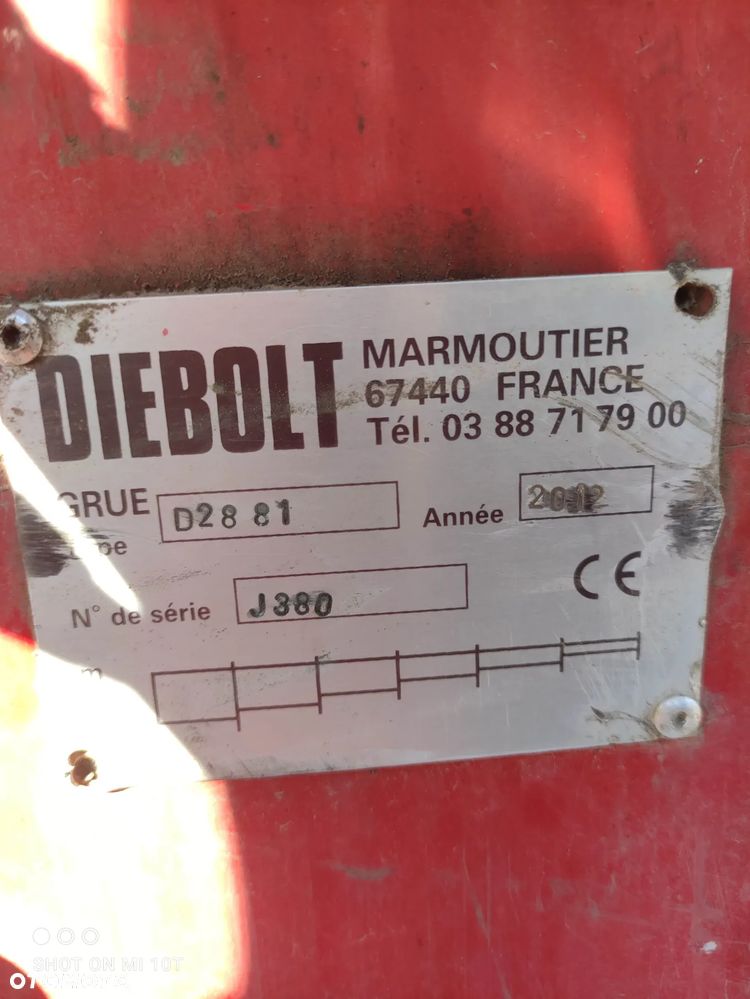 DIEBOLT
MARMOUTIER
67440 FRANCE
Tél. 03 88 71 79 00
GRUE D28 81
Année
N° de série J380
CE
m
SHOT ON MI 10T